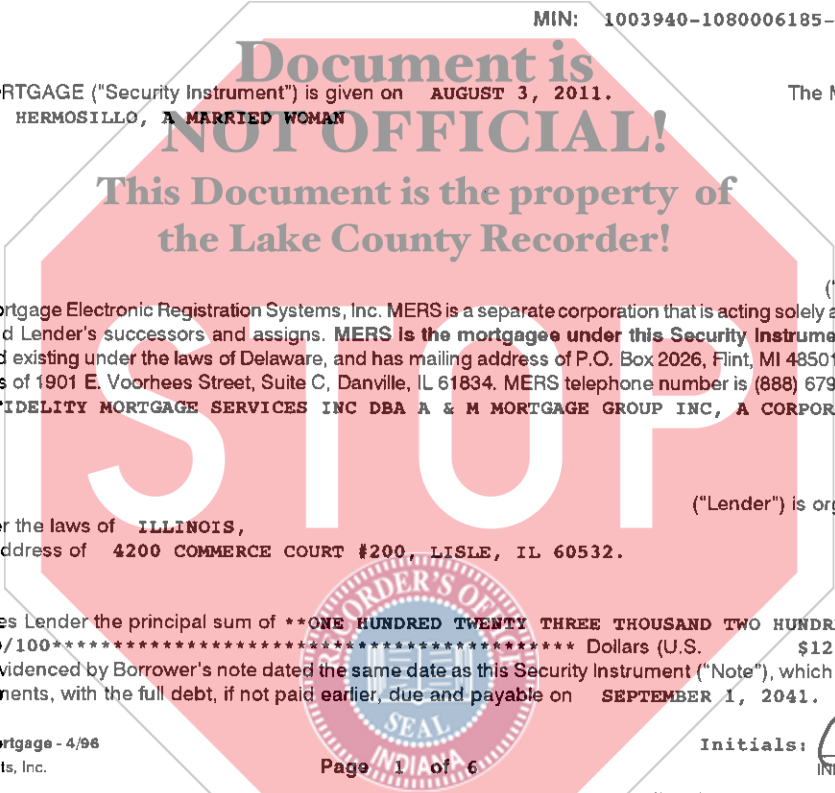 MIN: 1003940-1080006185-
Document is
RTGAGE ("Security Instrument") is given on AUGUST 3, 2011. The M
HERMOSILLO, A MARRIED WOMAN
NOT OFFICIAL!
This Document is the property of
the Lake County Recorder!
("
rtgage Electronic Registration Systems, Inc. MERS is a separate corporation that is acting solely a
d Lender's successors and assigns. MERS is the mortgagee under this Security Instrume
d existing under the laws of Delaware, and has mailing address of P.O. Box 2026, Flint, MI 48501
s of 1901 E. Voorhees Street, Suite C, Danville, IL 61834. MERS telephone number is (888) 679
FIDELITY MORTGAGE SERVICES INC DBA A & M MORTGAGE GROUP INC, A CORPOR
STOP
("Lender") is org
r the laws of ILLINOIS,
ddress of 4200 COMMERCE COURT #200, LISLE, IL 60532.
es Lender the principal sum of **ONE HUNDRED TWENTY THREE THOUSAND TWO HUNDR
/100******************************************** Dollars (U.S. $12
videnced by Borrower's note dated the same date as this Security Instrument ("Note"), which
ments, with the full debt, if not paid earlier, due and payable on SEPTEMBER 1, 2041.
RECORDER'S OFFICE
SEAL
INDIANA
rtgage - 4/96
Initials:
ts, Inc.
Page 1 of 6